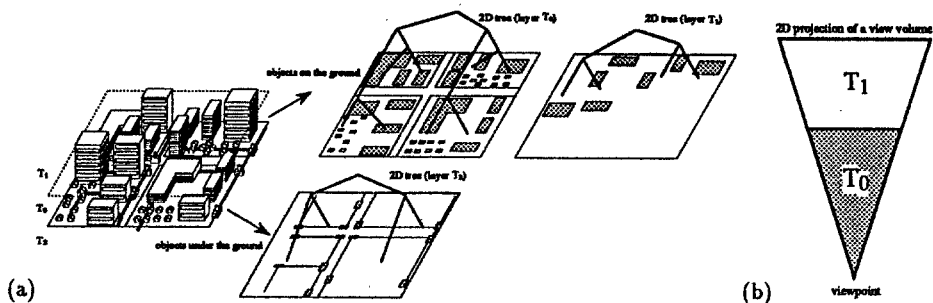 2D tree (layer T0)
2D tree (layer T1)
2D projection of a view volume
objects on the ground
T1
T0
T1
T0
T2
2D tree (layer T2)
objects under the ground
(a)
(b)
viewpoint